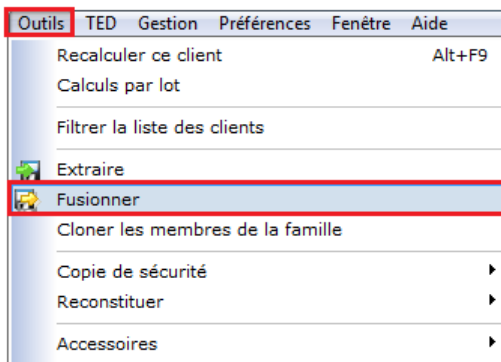 Outils TED Gestion Préférences Fenêtre Aide
Recalculer ce client Alt+F9
Calculs par lot
Filtrer la liste des clients
Extraire
Fusionner
Cloner les membres de la famille
Copie de sécurité
Reconstituer
Accessoires